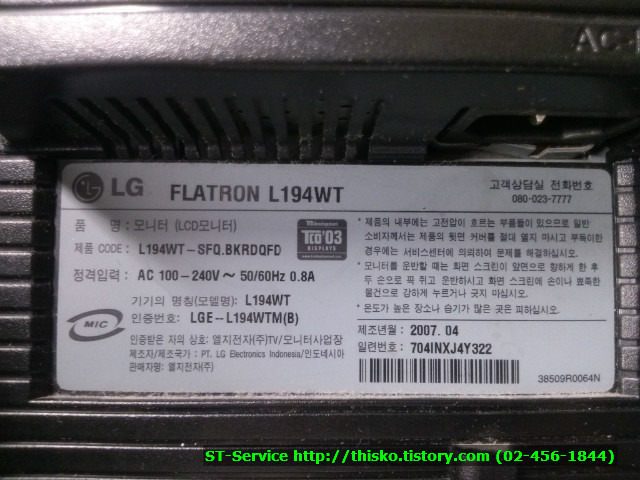 AC-I
LG FLATRON L194WT
고객상담실 전화번호
080-023-7777
품 명 : 모니터 (LCD모니터)
제품 CODE : L194WT-SFQ.BKRDQFD
정격입력 : AC 100-240V ~ 50/60Hz 0.8A
TCO'03
DISPLAYS
기기의 명칭(모델명) : L194WT
인증번호 : LGE-L194WTM(B)
MIC
인증받은 자의 상호: 엘지전자(주)TV/모니터사업장
제조자/제조국가 : PT. LG Electronics Indonesia/인도네시아
판매자명: 엘지전자(주)
* 제품의 내부에는 고전압이 흐르는 부품들이 있으므로 일반
소비자께서는 제품의 뒷면 커버를 절대 열지 마시고 부득이한
경우에는 서비스센터에 의뢰하여 문제를 해결하십시오.
* 모니터를 운반할 때는 화면 스크린이 앞면으로 향하게 한 후
두 손으로 꼭 쥐고 운반하시고 화면 스크린에 손이나 뾰족한
물건으로 강하게 누르거나 긋지 마십시오.
* 온도가 높은 장소나 습기가 많은 곳은 피하십시오.
제조년월 : 2007. 04
일련번호 : 704INXJ4Y322
38509R0064N
ST-Service http://thisko.tistory.com (02-456-1844)